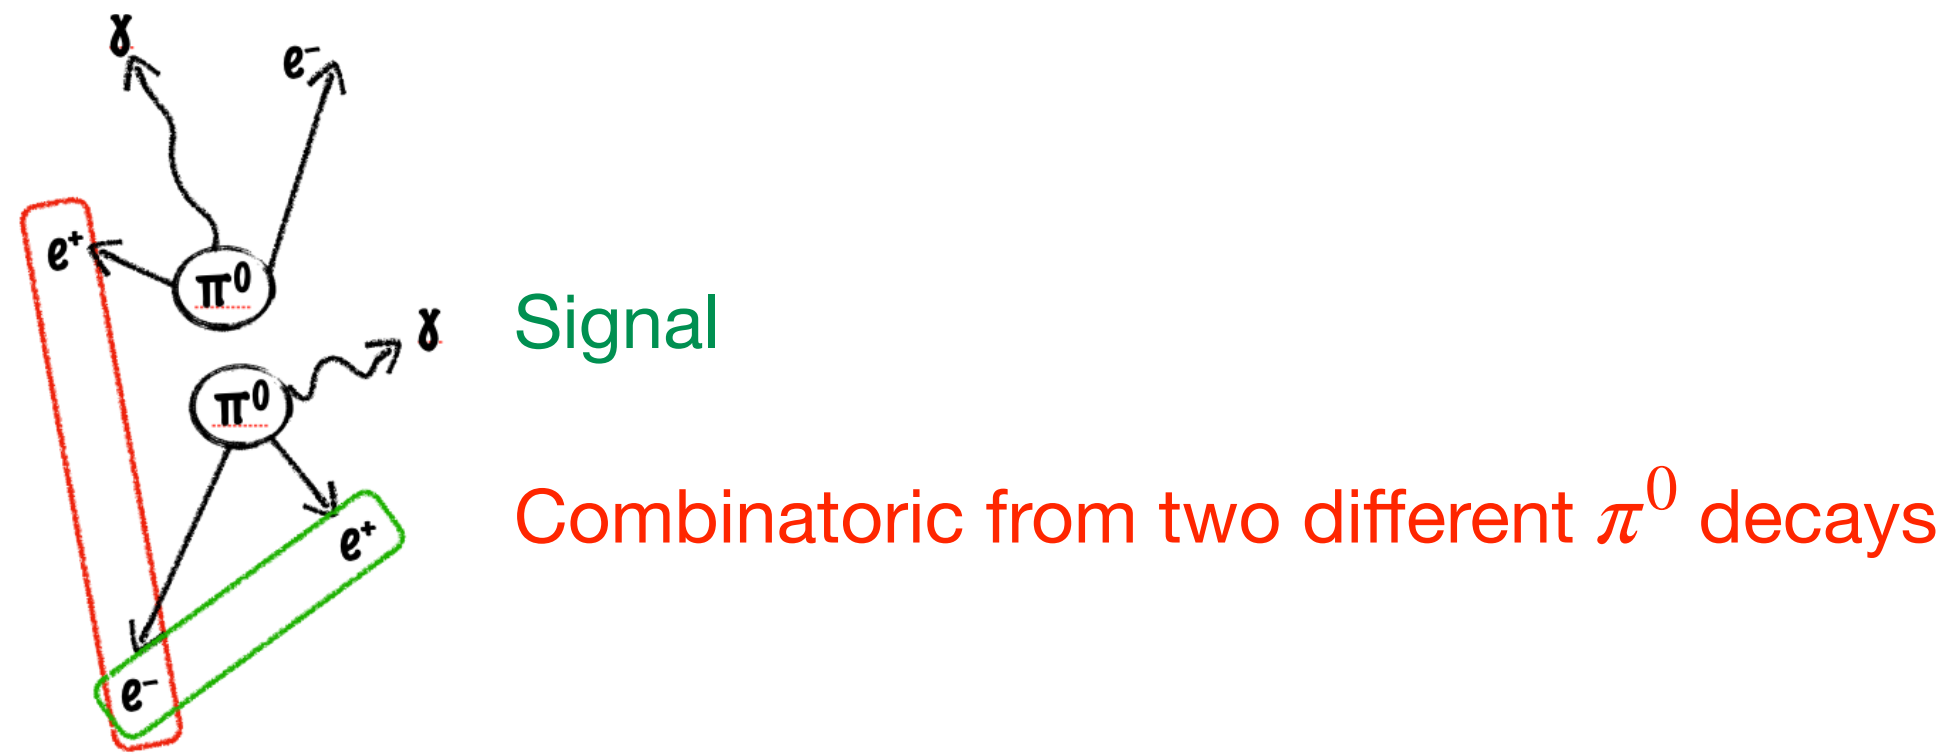 γ
e⁻
e⁺
π⁰
γ
π⁰
e⁺
e⁻
Signal
Combinatoric from two different π⁰ decays